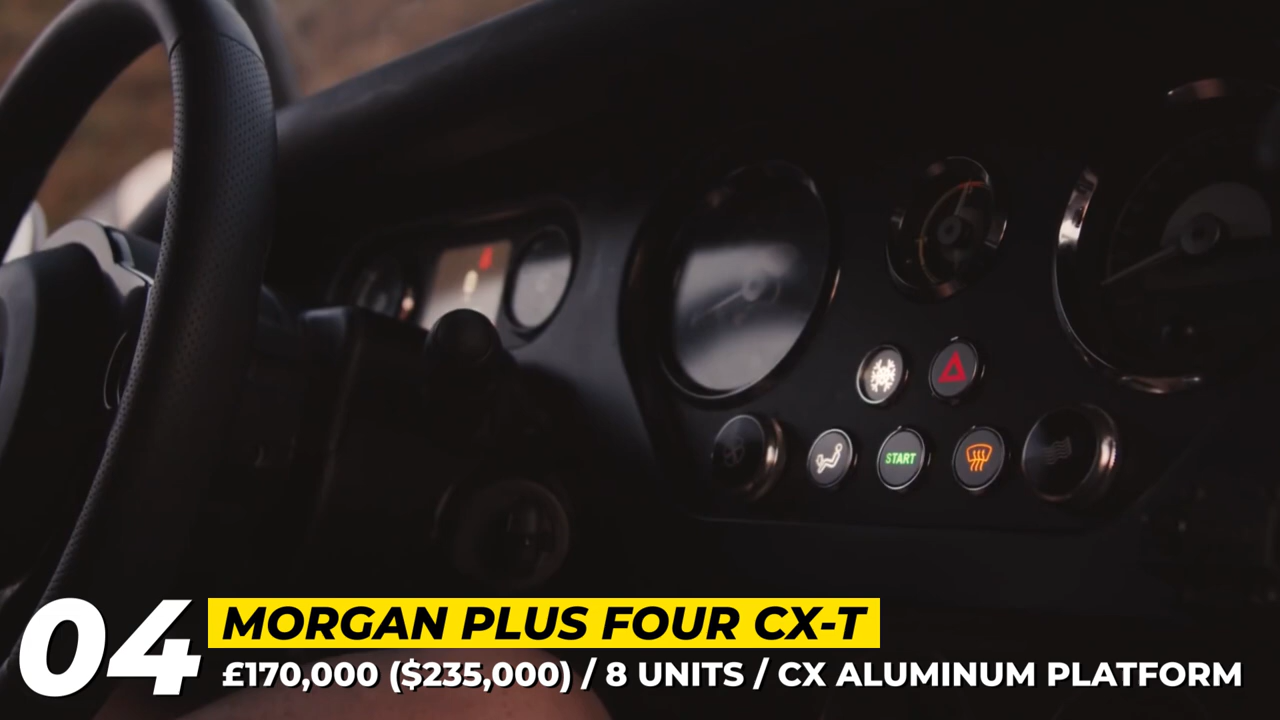 START
04
MORGAN PLUS FOUR CX-T
£170,000 ($235,000) / 8 UNITS / CX ALUMINUM PLATFORM